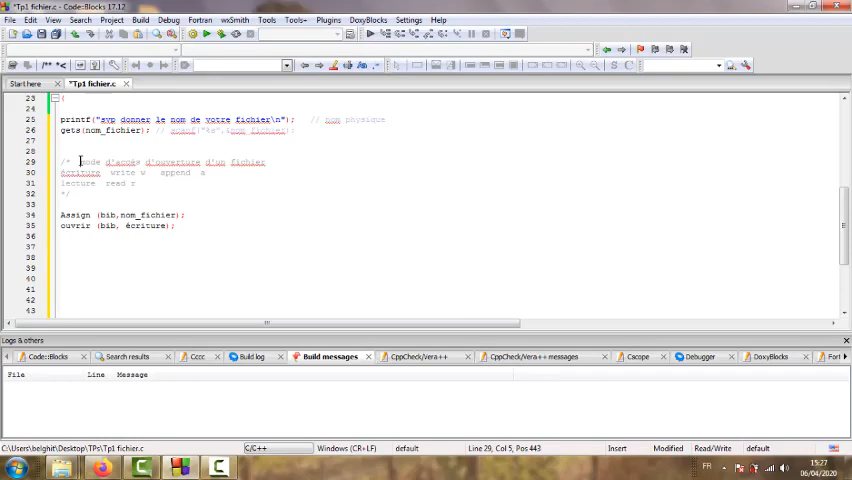 *Tp1 fichier.c - Code::Blocks 17.12
File Edit View Search Project Build Debug Fortran wxSmith Tools Tools+ Plugins DoxyBlocks Settings Help
/** *<
Start here *Tp1 fichier.c
23 {
24
25 printf("svp donner le nom de votre fichier\n"); // nom physique
26 gets(nom_fichier); // scanf("%s",&nom_fichier);
27
28
29 /* code d'accès d'ouverture d'un fichier
30 écriture write w append a
31 lecture read r
32 */
33
34 Assign (bib,nom_fichier);
35 ouvrir (bib, écriture);
36
37
38
39
40
41
42
43
Logs & others
Code::Blocks Search results Cccc Build log Build messages CppCheck/Vera++ CppCheck/Vera++ messages Cscope Debugger DoxyBlocks Fort
File Line Message
C:\Users\belghit\Desktop\TPs\Tp1 fichier.c C/C++ Windows (CR+LF) default Line 29, Col 5, Pos 443 Insert Modified Read/Write default
FR 15:27
06/04/2020